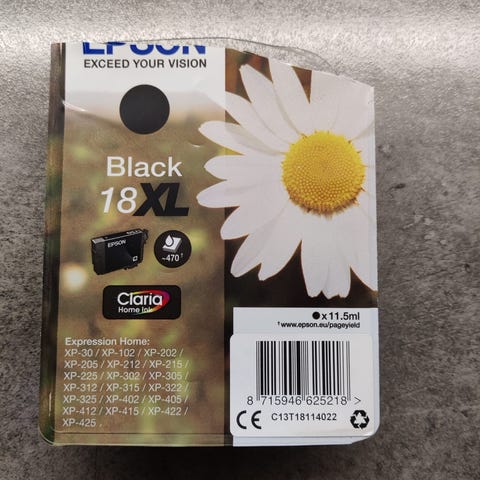 EPSON
EXCEED YOUR VISION
Black
18XL
EPSON
~470†
Claria
Home Ink
x 11.5ml
†www.epson.eu/pageyield
Expression Home:
XP-30 / XP-102 / XP-202 /
XP-205 / XP-212 / XP-215 /
XP-225 / XP-302 / XP-305 /
XP-312 / XP-315 / XP-322 /
XP-325 / XP-402 / XP-405 /
XP-412 / XP-415 / XP-422 /
XP-425
8 715946 625218 >
CE C13T18114022